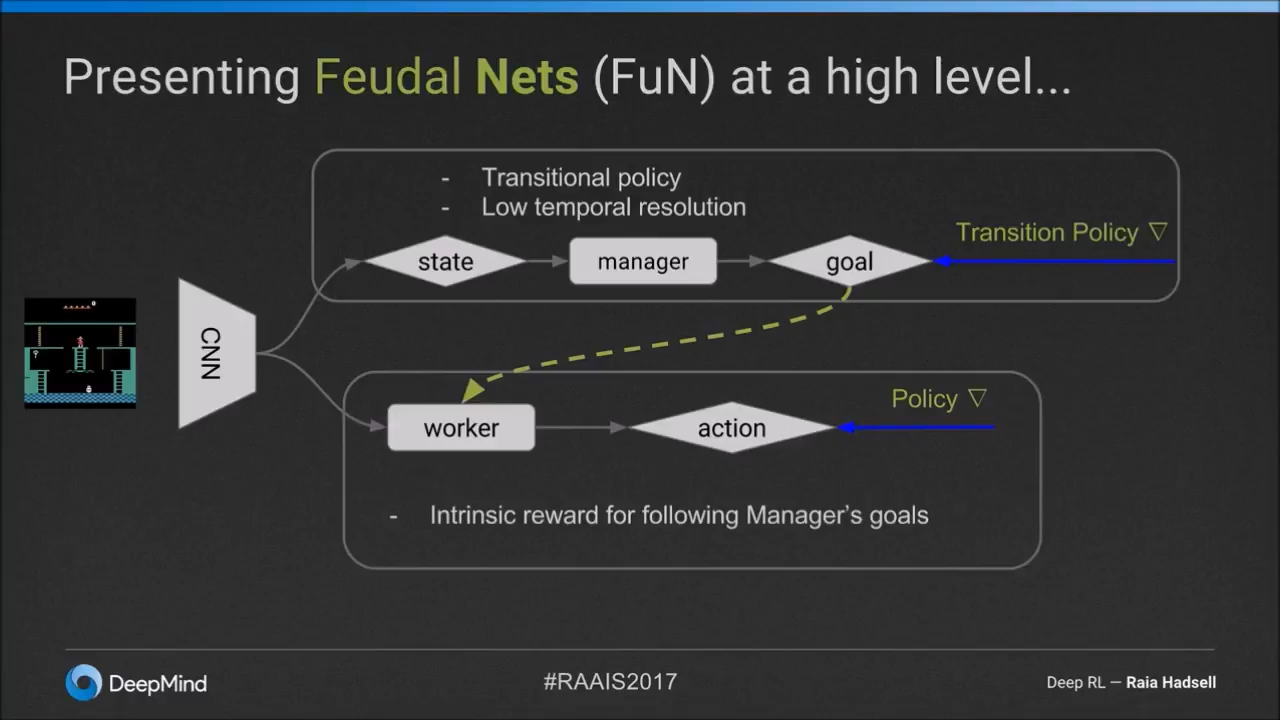 Presenting Feudal Nets (FuN) at a high level...
- Transitional policy
- Low temporal resolution
Transition Policy ▽
state
manager
goal
CNN
Policy ▽
worker
action
- Intrinsic reward for following Manager's goals
DeepMind
#RAAIS2017
Deep RL — Raia Hadsell